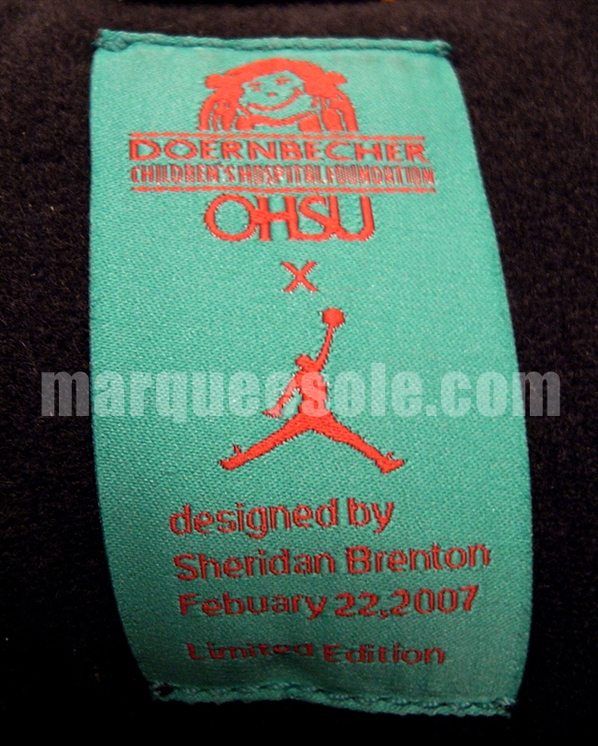 DOERNBECHER
CHILDREN'S HOSPITAL FOUNDATION
OHSU
X
marqueesole.com
designed by
Sheridan Brenton
Febuary 22,2007
Limited Edition